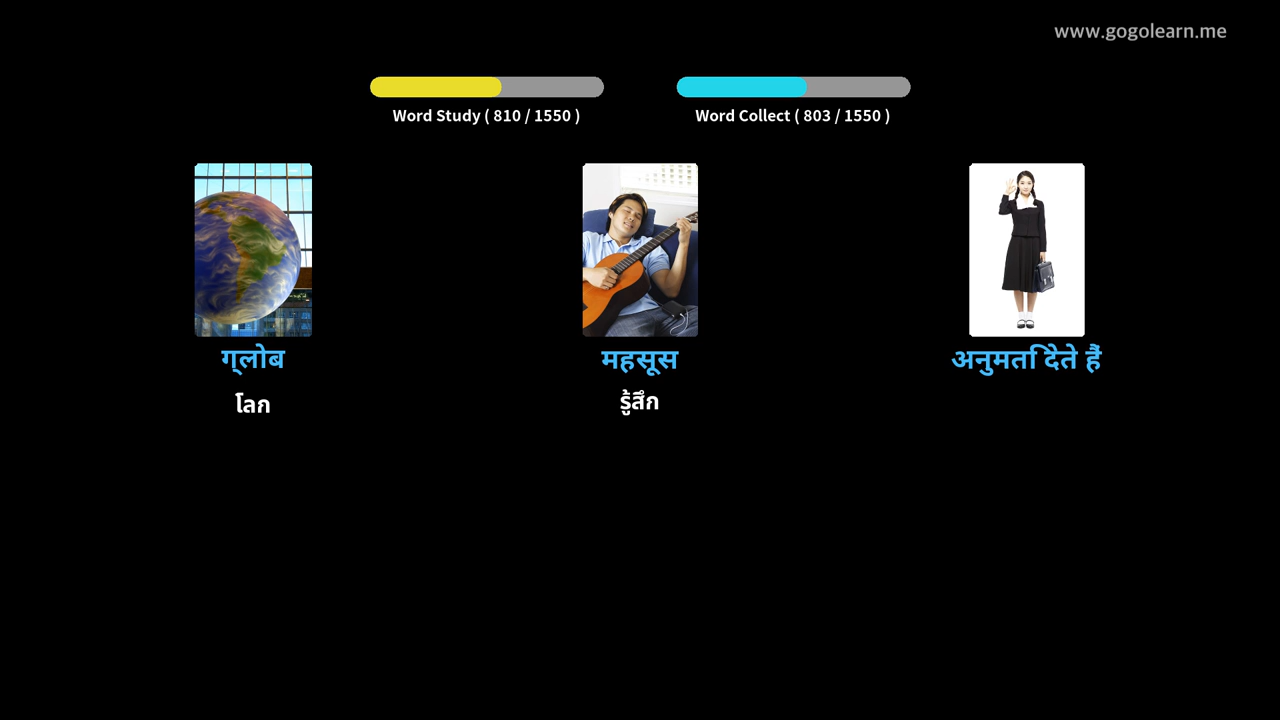 www.gogolearn.me
Word Study ( 810 / 1550 )
Word Collect ( 803 / 1550 )
ग्लोब
महसूस
अनुमति देते हैं
โลก
รู้สึก